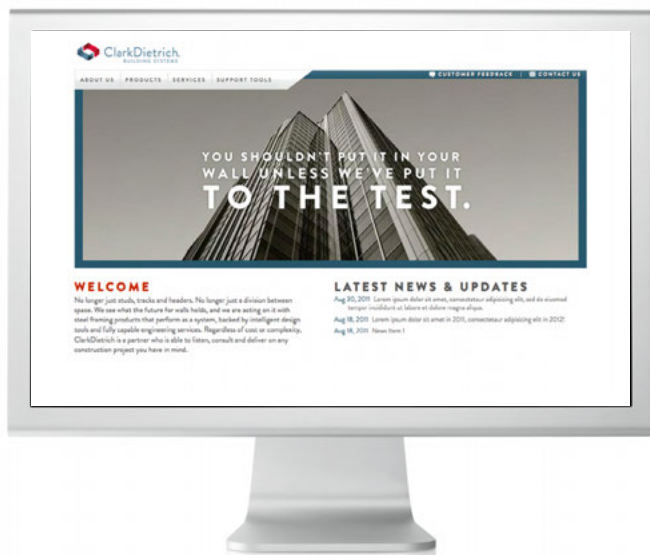 ClarkDietrich.
BUILDING SYSTEMS
ABOUT US | PRODUCTS | SERVICES | SUPPORT TOOLS
CUSTOMER FEEDBACK | CONTACT US
YOU SHOULDN'T PUT IT IN YOUR
WALL UNLESS WE'VE PUT IT
TO THE TEST.
WELCOME
No longer just studs, tracks and headers. No longer just a division between
space. We see what the future for walls holds, and we are acting on it with
steel framing products that perform as a system, backed by intelligent design
tools and fully capable engineering services. Regardless of cost or complexity,
ClarkDietrich is a partner who is able to listen, consult and deliver on any
construction project you have in mind.
LATEST NEWS & UPDATES
Aug 20, 2011 Lorem ipsum dolor sit amet, consectetaur adipisicing elit, sed do eiusmod
tempor incididunt ut labore et dolore magna aliqua.
Aug 18, 2011 Lorem ipsum dolor sit amet in 2011, consectetaur adipisicing elit in 2012!
Aug 18, 2011 News Item 1